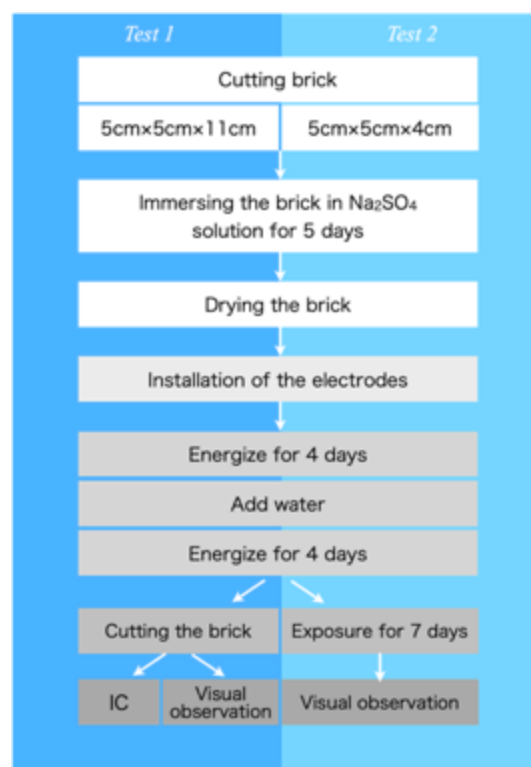 Test 1
Test 2
Cutting brick
5cm×5cm×11cm
5cm×5cm×4cm
Immersing the brick in Na₂SO₄
solution for 5 days
Drying the brick
Installation of the electrodes
Energize for 4 days
Add water
Energize for 4 days
Cutting the brick
Exposure for 7 days
IC
Visual
observation
Visual observation